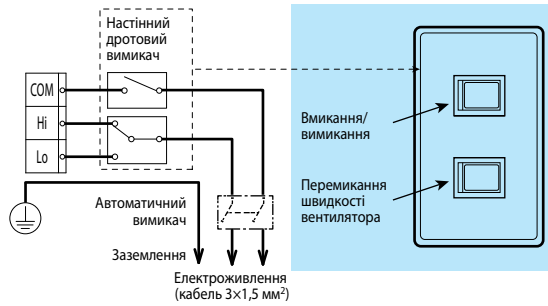 Настінний
дротовий
вимикач
COM
Hi
Lo
Автоматичний
вимикач
Заземлення
Електроживлення
(кабель 3×1,5 мм²)
Вмикання/
вимикання
Перемикання
швидкості
вентилятора